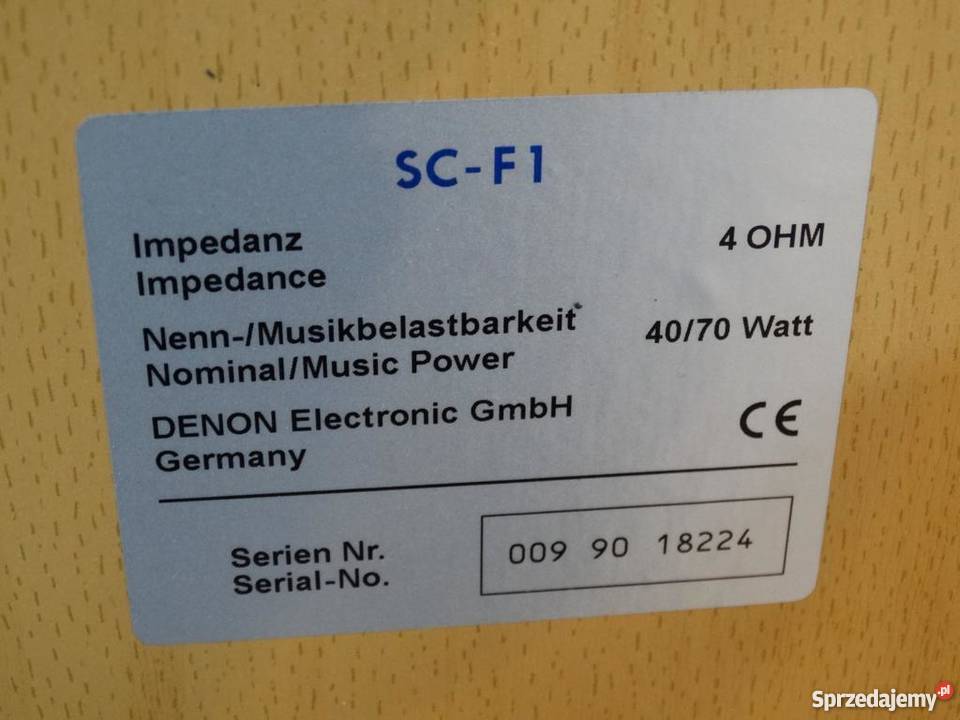 SC-F1
Impedanz
Impedance
4 OHM
Nenn-/Musikbelastbarkeit
Nominal/Music Power
40/70 Watt
DENON Electronic GmbH
Germany
CE
Serien Nr.
Serial-No.
009 90 18224
Sprzedajemy.pl